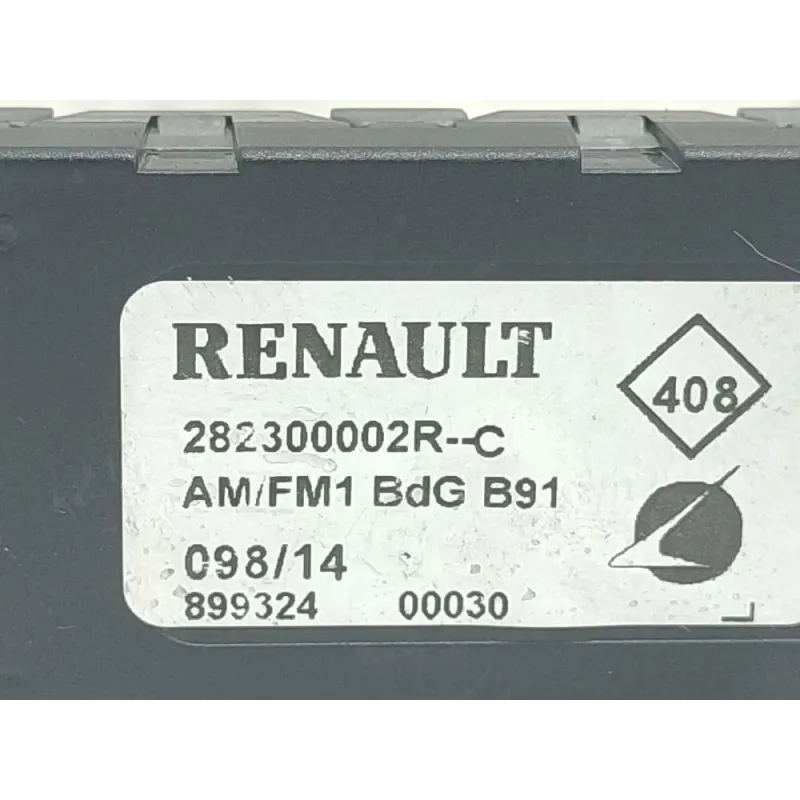 RENAULT
408
282300002R--C
AM/FM1 BdG B91
098/14
899324 00030